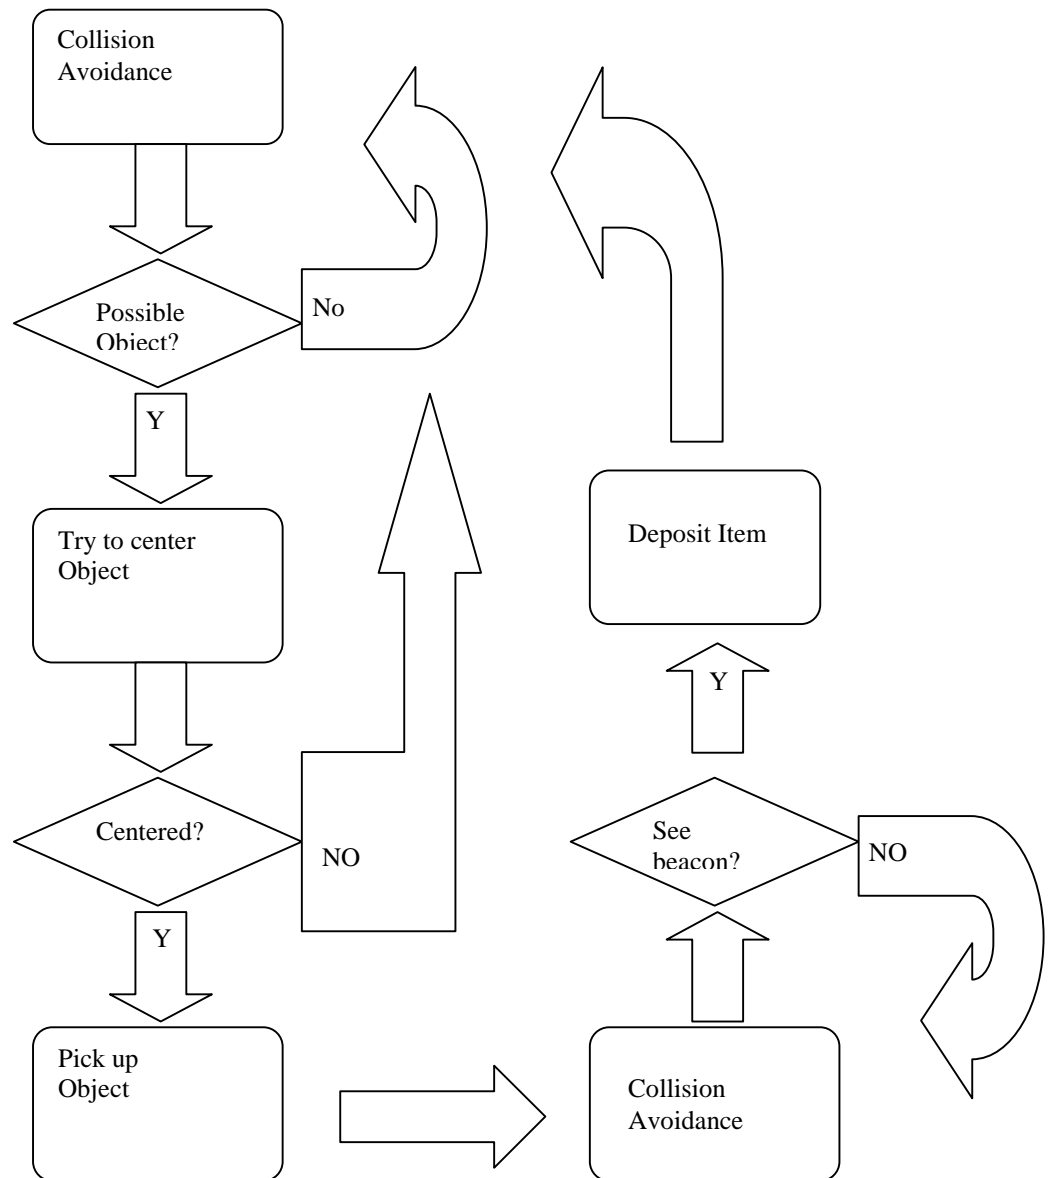 Collision
Avoidance
Possible
Object?
No
Y
Try to center
Object
Centered?
NO
Y
Pick up
Object
Collision
Avoidance
See
beacon?
NO
Y
Deposit Item